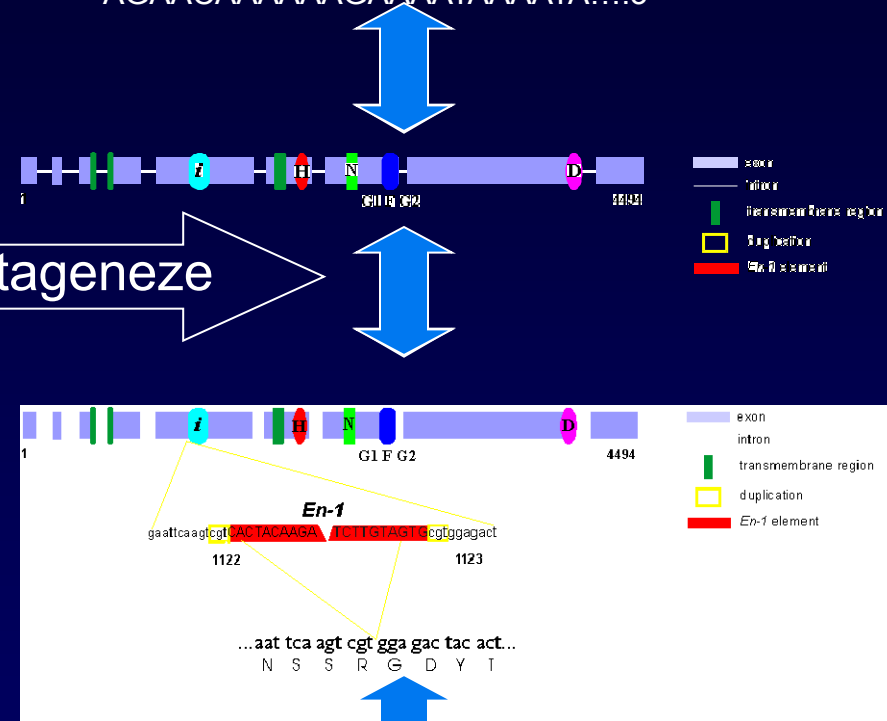 i H N D
4494
tageneze
exon
intron
transmembrane region
duplication
En-1 element
i H N D
1 G1 F G2 4494
En-1
gaattcaagtcgtCACTACAAGA TCTTGTAGTGcgtggagact
1122 1123
...aat tca agt cgt gga gac tac act...
N S S R G D Y T